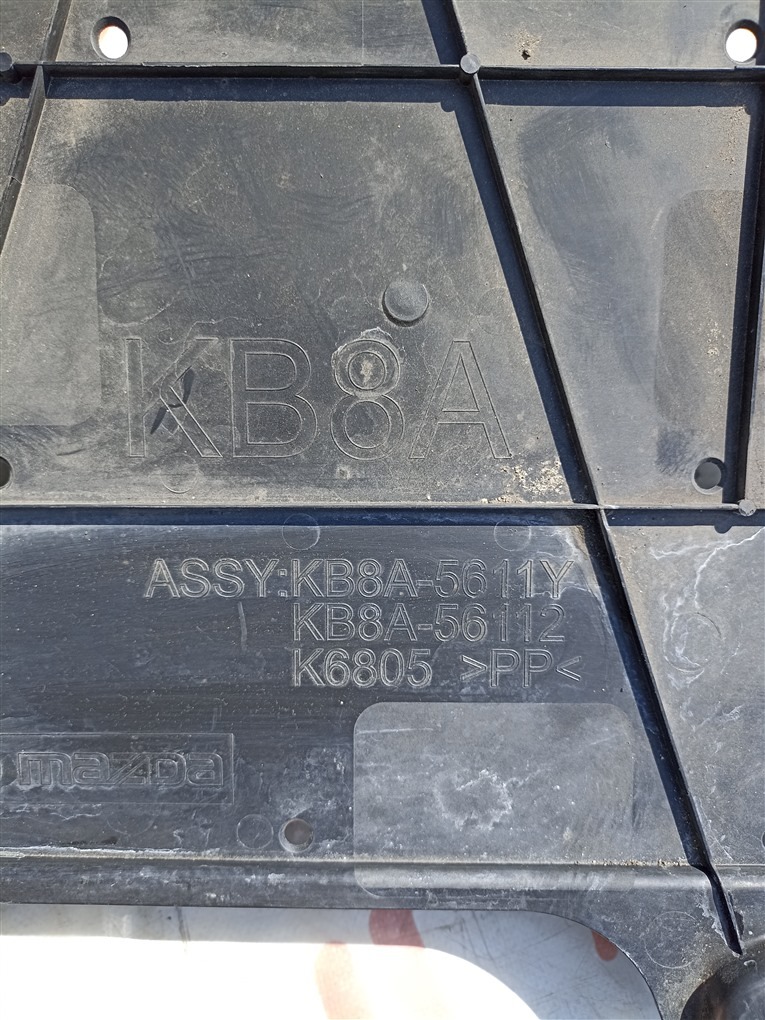 KB8A
ASSY:KB8A-5611Y
KB8A-56112
K6805 >PP<
mazda